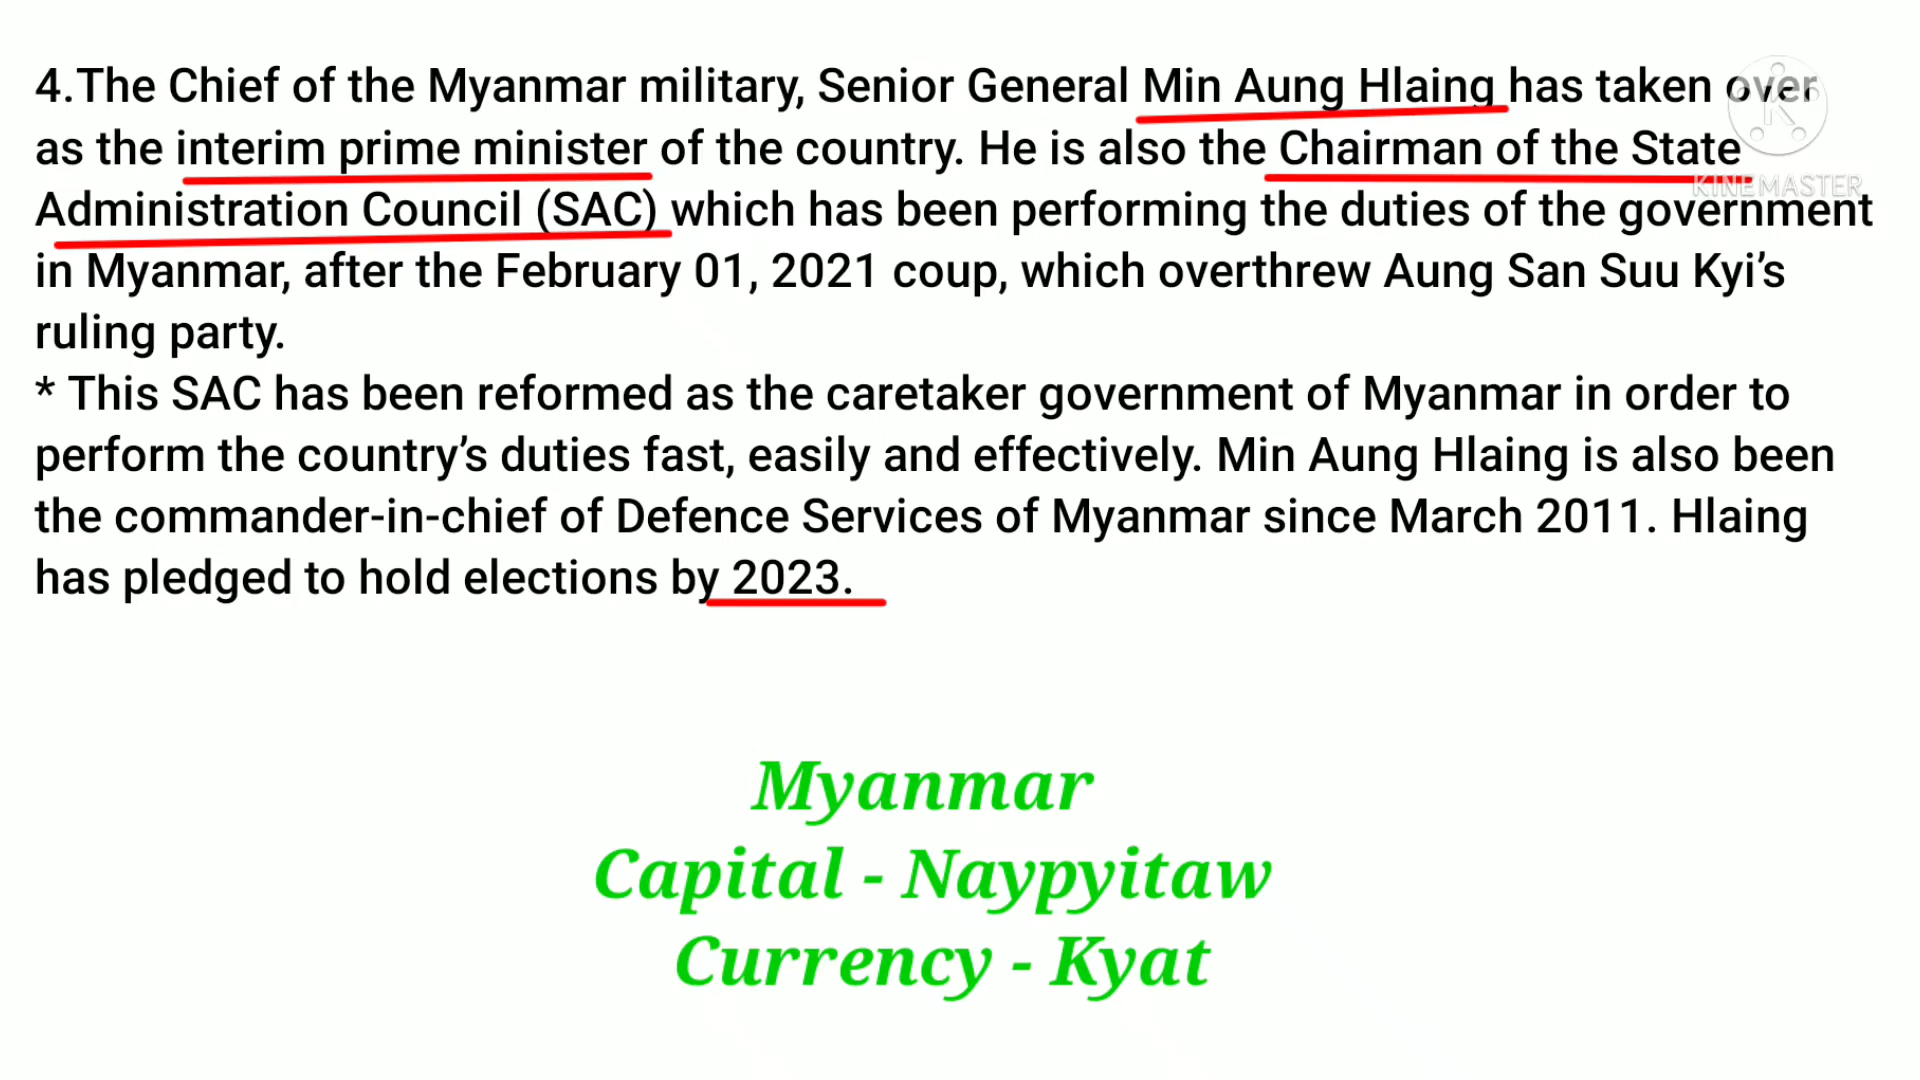 4.The Chief of the Myanmar military, Senior General Min Aung Hlaing has taken over
as the interim prime minister of the country. He is also the Chairman of the State
KINEMASTER
Administration Council (SAC) which has been performing the duties of the government
in Myanmar, after the February 01, 2021 coup, which overthrew Aung San Suu Kyi’s
ruling party.
* This SAC has been reformed as the caretaker government of Myanmar in order to
perform the country’s duties fast, easily and effectively. Min Aung Hlaing is also been
the commander-in-chief of Defence Services of Myanmar since March 2011. Hlaing
has pledged to hold elections by 2023.
Myanmar
Capital - Naypyitaw
Currency - Kyat